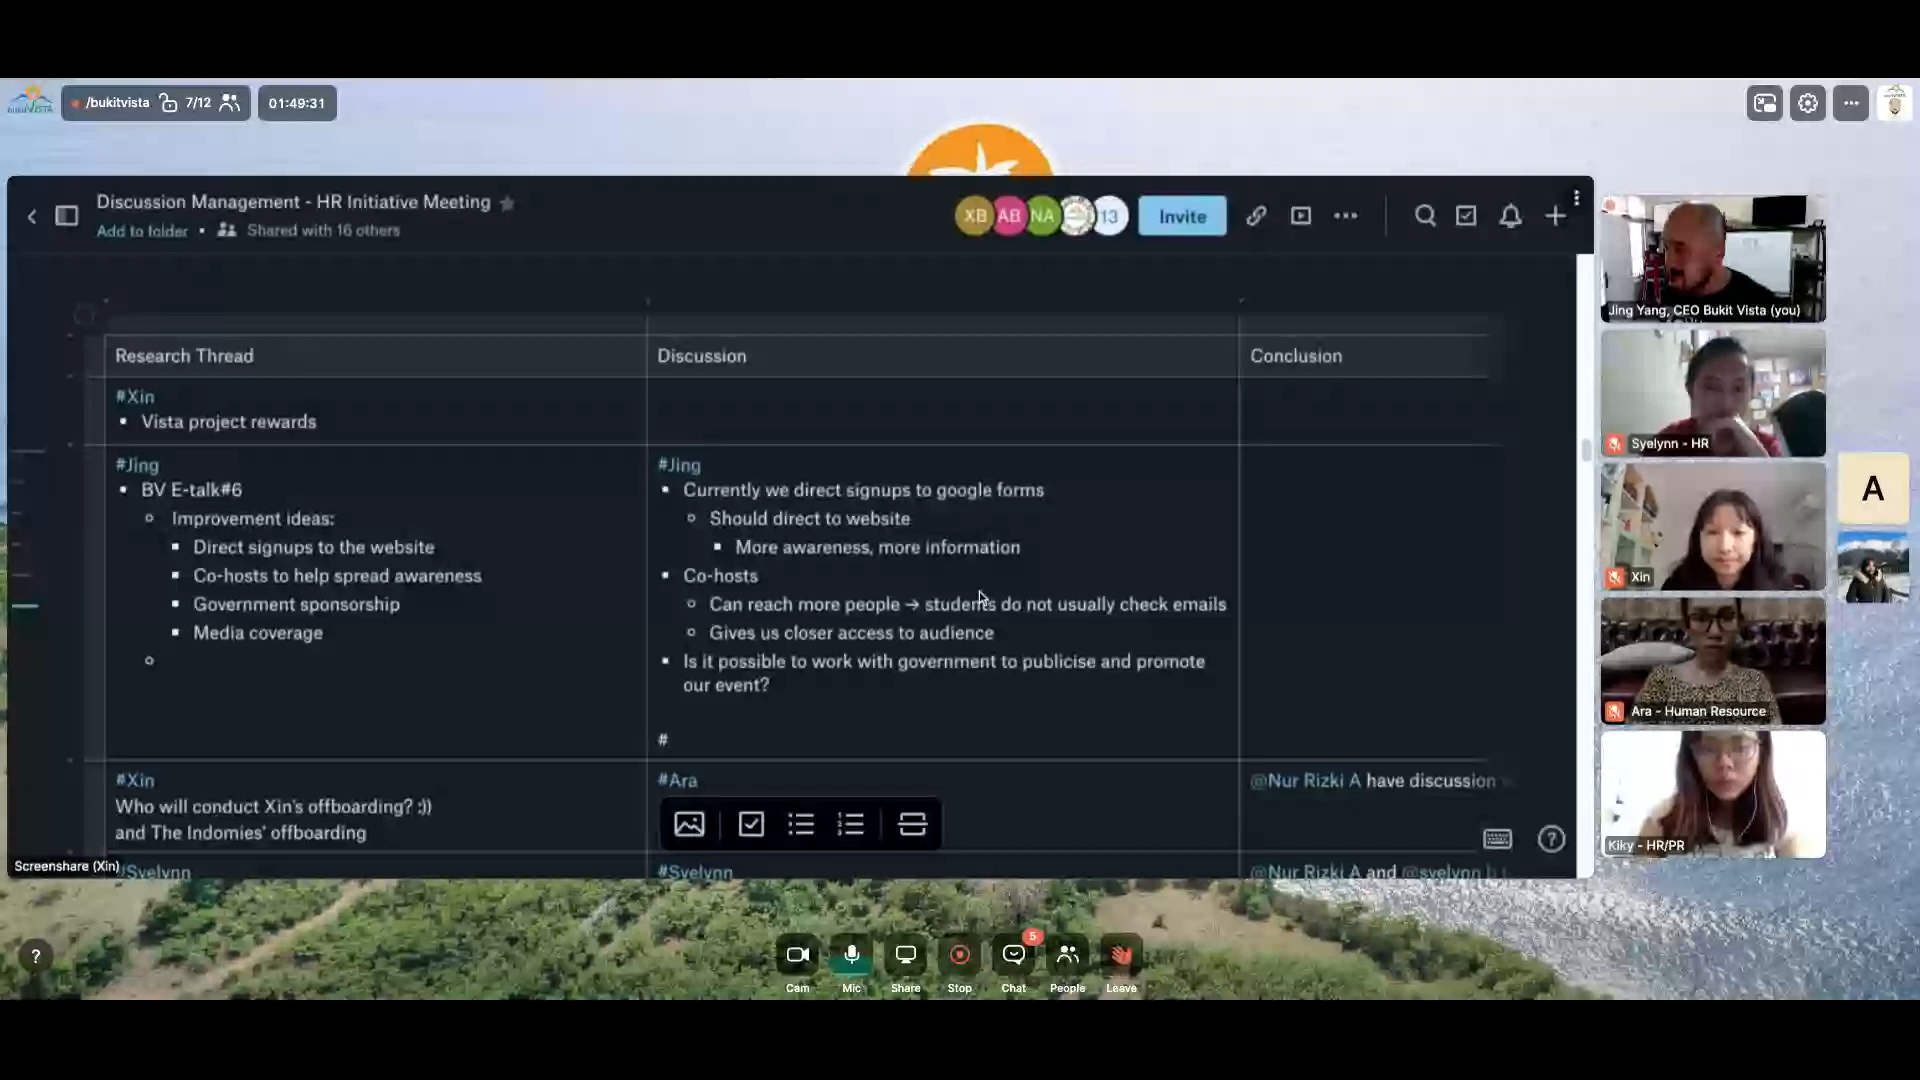 /bukitvista 7/12
01:49:31
Discussion Management - HR Initiative Meeting
Add to folder • Shared with 16 others
XB AB NA 13
Invite
Research Thread Discussion Conclusion
#Xin
Vista project rewards
#Jing
BV E-talk#6
Improvement ideas:
Direct signups to the website
Co-hosts to help spread awareness
Government sponsorship
Media coverage
#Jing
Currently we direct signups to google forms
Should direct to website
More awareness, more information
Co-hosts
Can reach more people → students do not usually check emails
Gives us closer access to audience
Is it possible to work with government to publicise and promote
our event?
#
#Xin
Who will conduct Xin's offboarding? :))
and The Indomies' offboarding
#Ara
@Nur Rizki A have discussion
#Syelynn
#Syelynn
@Nur Rizki A and @syelynn
Screenshare (Xin)
Jing Yang, CEO Bukit Vista (you)
Syelynn - HR
Xin
Ara - Human Resource
Kiky - HR/PR
A
?
?
5
Cam Mic Share Stop Chat People Leave